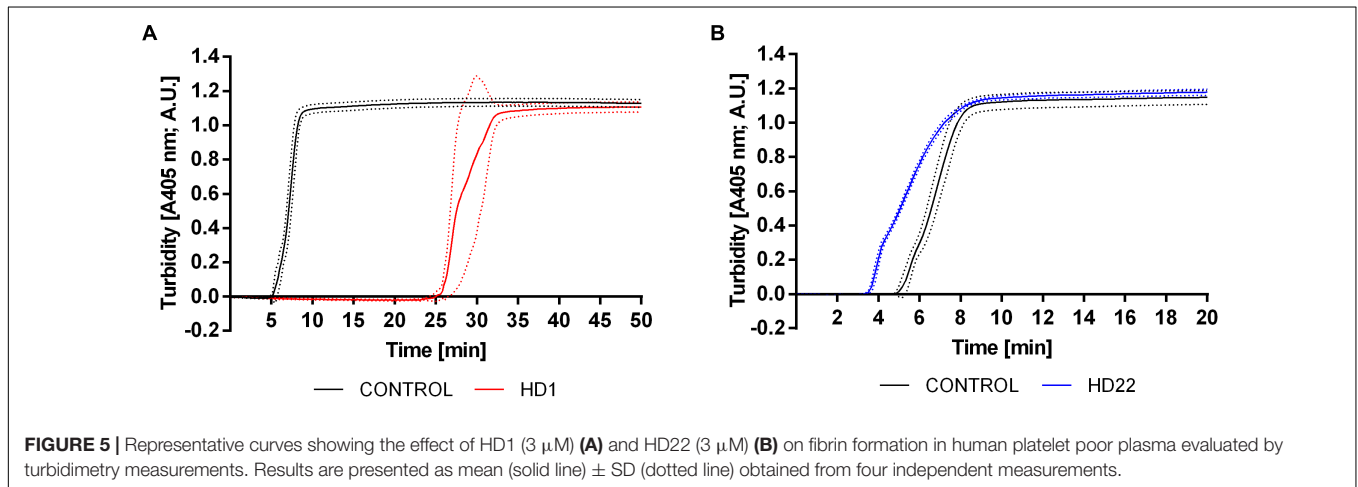 A
1.4
1.2
1.0
0.8
0.6
0.4
0.2
0.0
-0.2
Turbidity [A405 nm; A.U.]
5 10 15 20 25 30 35 40 45 50
Time [min]
CONTROL HD1
B
1.4
1.2
1.0
0.8
0.6
0.4
0.2
0.0
-0.2
Turbidity [A405 nm; A.U.]
2 4 6 8 10 12 14 16 18 20
Time [min]
CONTROL HD22
FIGURE 5 | Representative curves showing the effect of HD1 (3 μM) (A) and HD22 (3 μM) (B) on fibrin formation in human platelet poor plasma evaluated by
turbidimetry measurements. Results are presented as mean (solid line) ± SD (dotted line) obtained from four independent measurements.